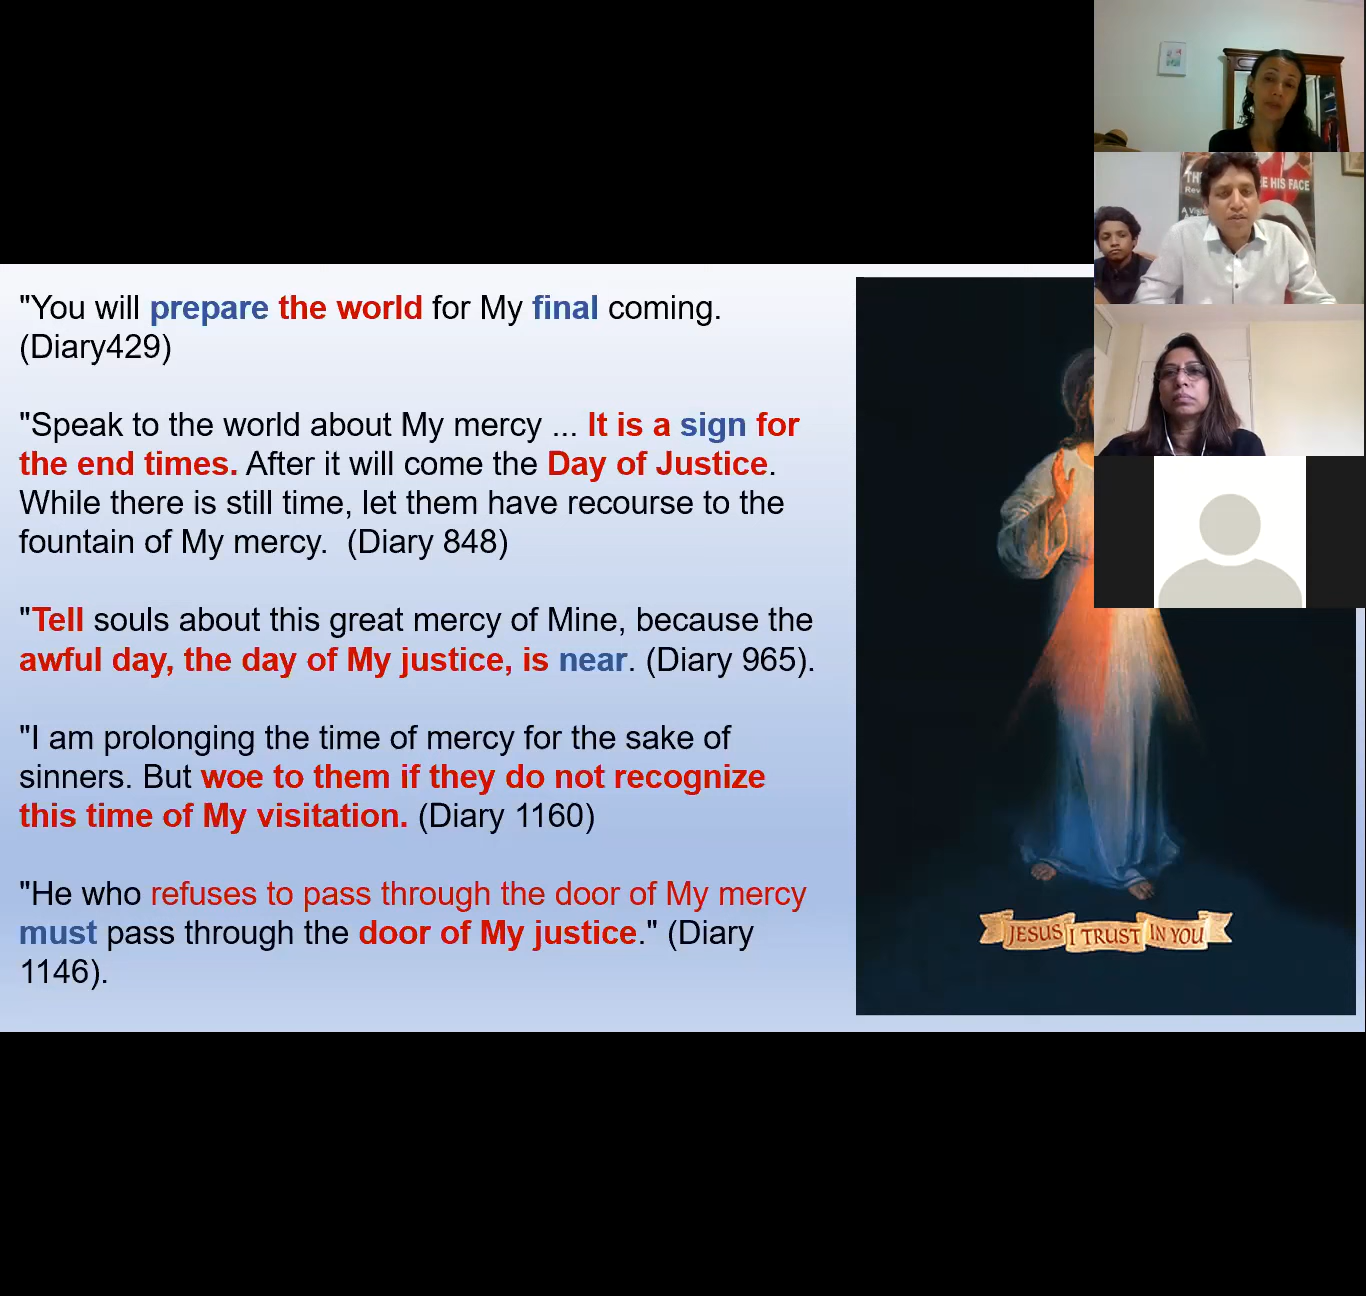 "You will prepare the world for My final coming.
(Diary429)
"Speak to the world about My mercy ... It is a sign for
the end times. After it will come the Day of Justice.
While there is still time, let them have recourse to the
fountain of My mercy.  (Diary 848)
"Tell souls about this great mercy of Mine, because the
awful day, the day of My justice, is near. (Diary 965).
"I am prolonging the time of mercy for the sake of
sinners. But woe to them if they do not recognize
this time of My visitation. (Diary 1160)
"He who refuses to pass through the door of My mercy
must pass through the door of My justice." (Diary
1146).
E HIS FACE
JESUS I TRUST IN YOU